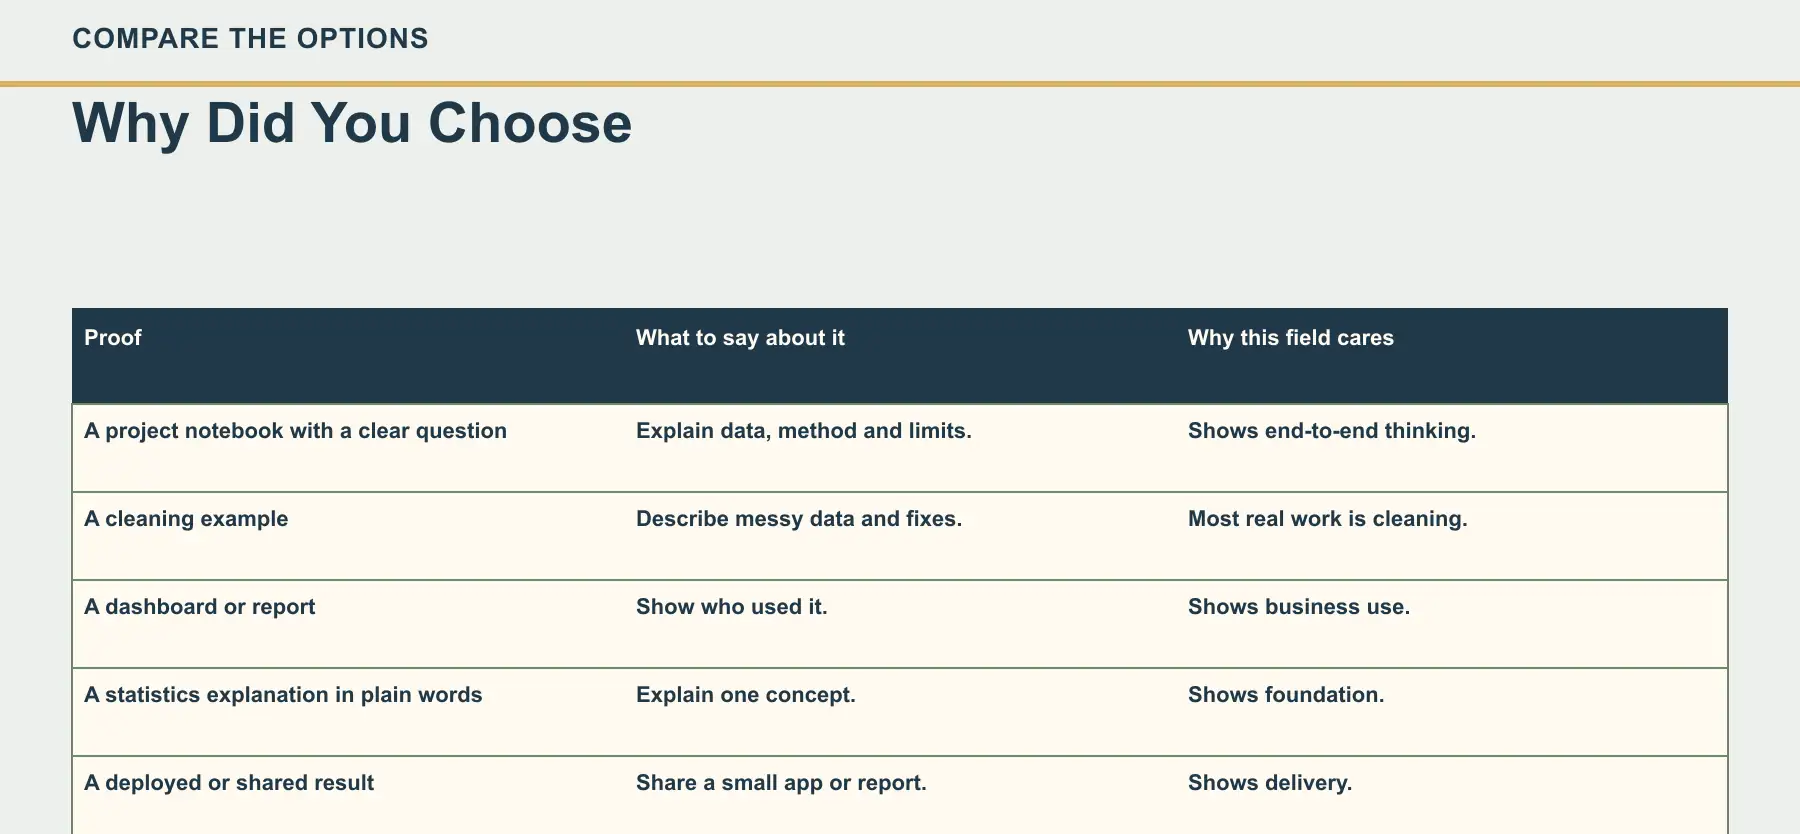 COMPARE THE OPTIONS
Why Did You Choose
Proof What to say about it Why this field cares
A project notebook with a clear question Explain data, method and limits. Shows end-to-end thinking.
A cleaning example Describe messy data and fixes. Most real work is cleaning.
A dashboard or report Show who used it. Shows business use.
A statistics explanation in plain words Explain one concept. Shows foundation.
A deployed or shared result Share a small app or report. Shows delivery.